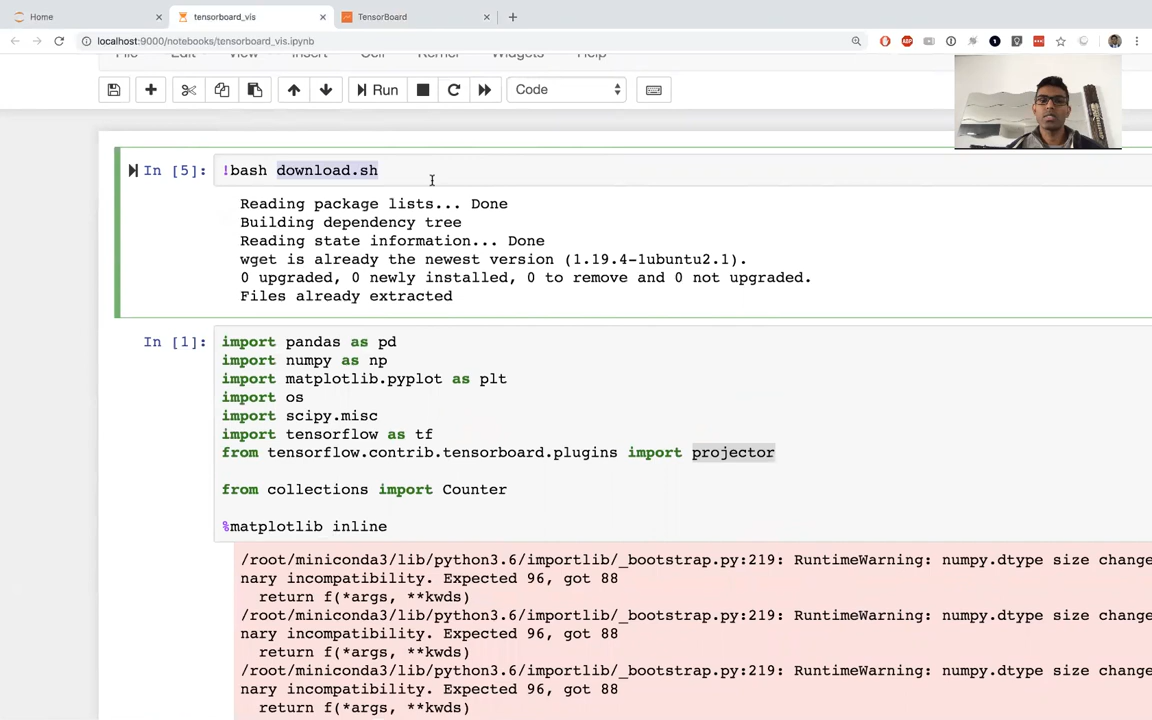 Home
tensorboard_vis
TensorBoard
localhost:9000/notebooks/tensorboard_vis.ipynb
File Edit View Insert Cell Kernel Widgets Help
Run
Code
In [5]: !bash download.sh
Reading package lists... Done
Building dependency tree
Reading state information... Done
wget is already the newest version (1.19.4-1ubuntu2.1).
0 upgraded, 0 newly installed, 0 to remove and 0 not upgraded.
Files already extracted
In [1]: import pandas as pd
import numpy as np
import matplotlib.pyplot as plt
import os
import scipy.misc
import tensorflow as tf
from tensorflow.contrib.tensorboard.plugins import projector
from collections import Counter
%matplotlib inline
/root/miniconda3/lib/python3.6/importlib/_bootstrap.py:219: RuntimeWarning: numpy.dtype size change
nary incompatibility. Expected 96, got 88
return f(*args, **kwds)
/root/miniconda3/lib/python3.6/importlib/_bootstrap.py:219: RuntimeWarning: numpy.dtype size change
nary incompatibility. Expected 96, got 88
return f(*args, **kwds)
/root/miniconda3/lib/python3.6/importlib/_bootstrap.py:219: RuntimeWarning: numpy.dtype size change
nary incompatibility. Expected 96, got 88
return f(*args, **kwds)